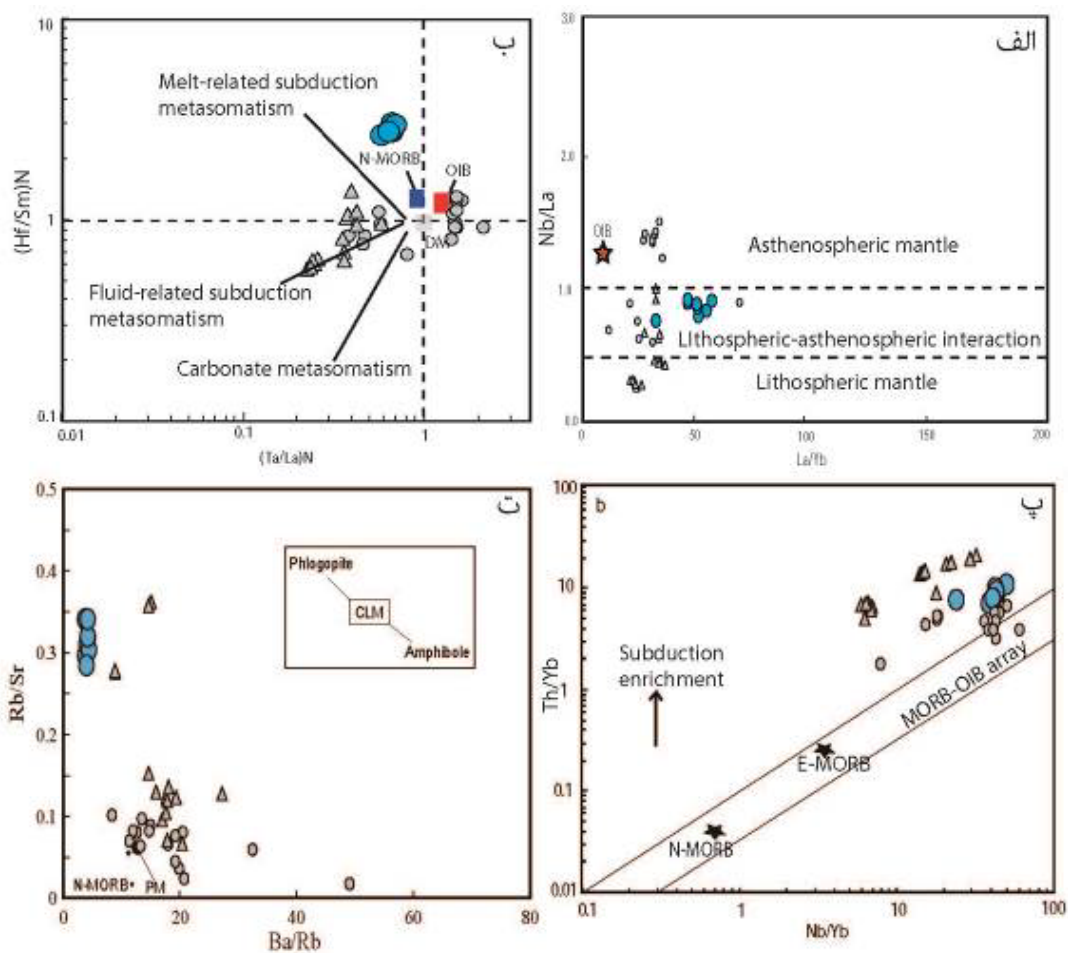 10
ب
Melt-related subduction
metasomatism
N-MORB
OIB
(Hf/Sm)N
1
DM
Fluid-related subduction
metasomatism
Carbonate metasomatism
0.1
0.01
0.1
1
(Ta/La)N
3.0
الف
2.0
Nb/La
OIB
Asthenospheric mantle
1.0
Lithospheric-asthenospheric interaction
Lithospheric mantle
0.0
50
100
150
200
La/Yb
0.5
ت
Phlogopite
CLM
Amphibole
0.4
0.3
Rb/Sr
0.2
0.1
N-MORB
PM
0
0
20
40
60
80
Ba/Rb
100
b
پ
10
Subduction
enrichment
Th/Yb
1
MORB-OIB array
E-MORB
0.1
N-MORB
0.01
0.1
1
10
100
Nb/Yb